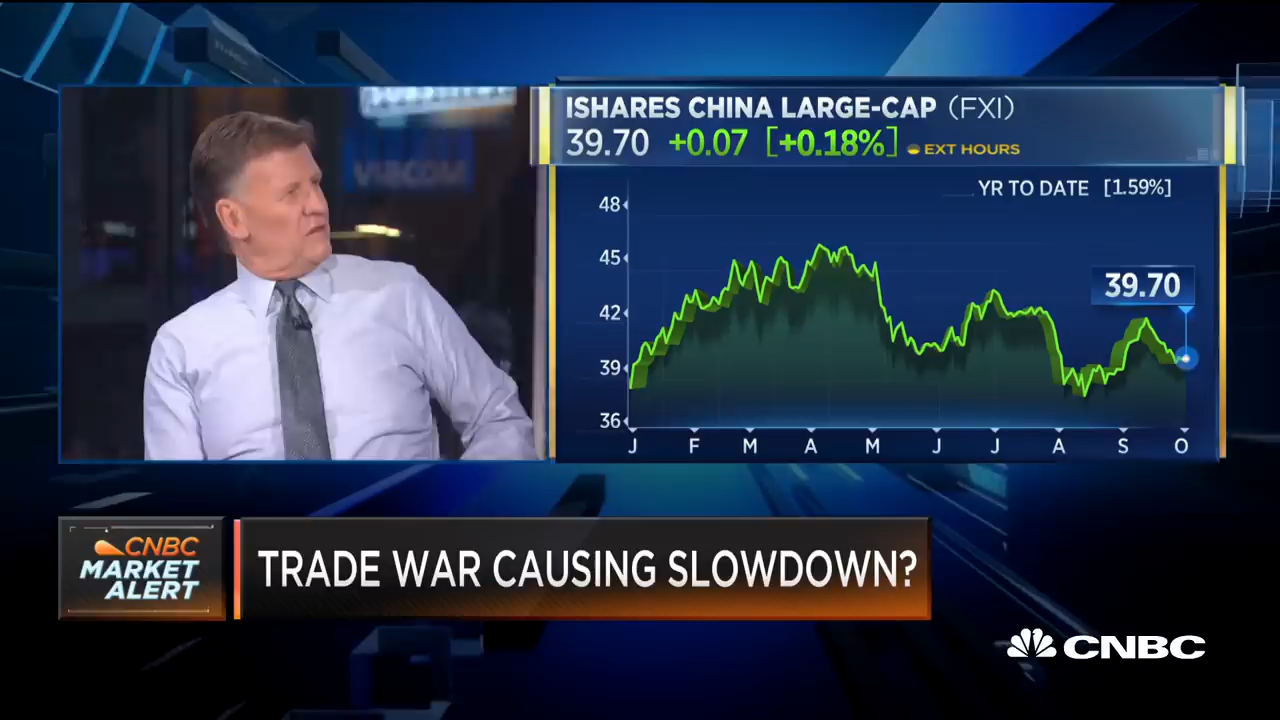 ISHARES CHINA LARGE-CAP (FXI)
39.70 +0.07 [+0.18%] EXT HOURS
YR TO DATE [1.59%]
48
45
42
39
36
39.70
J F M A M J J A S O
VIACOM
CNBC
MARKET
ALERT
TRADE WAR CAUSING SLOWDOWN?
CNBC